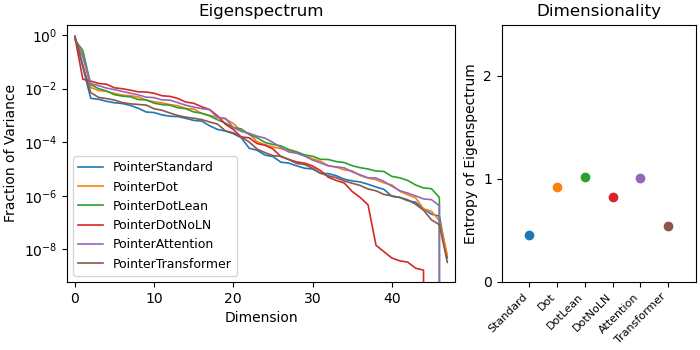 Eigenspectrum
Fraction of Variance
10^0
10^-2
10^-4
10^-6
10^-8
PointerStandard
PointerDot
PointerDotLean
PointerDotNoLN
PointerAttention
PointerTransformer
0 10 20 30 40
Dimension
Dimensionality
Entropy of Eigenspectrum
2
1
0
Standard
Dot
DotLean
DotNoLN
Attention
Transformer